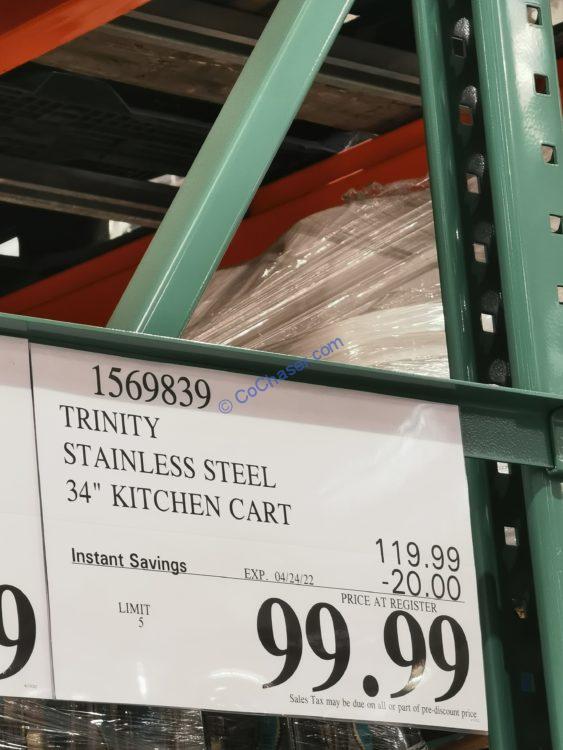 1569839
© CoChaser.com
TRINITY
STAINLESS STEEL
34" KITCHEN CART
119.99
Instant Savings EXP. 04/24/22 -20.00
PRICE AT REGISTER
LIMIT
5
99.99
Sales Tax may be due on all or part of pre-discount price
9